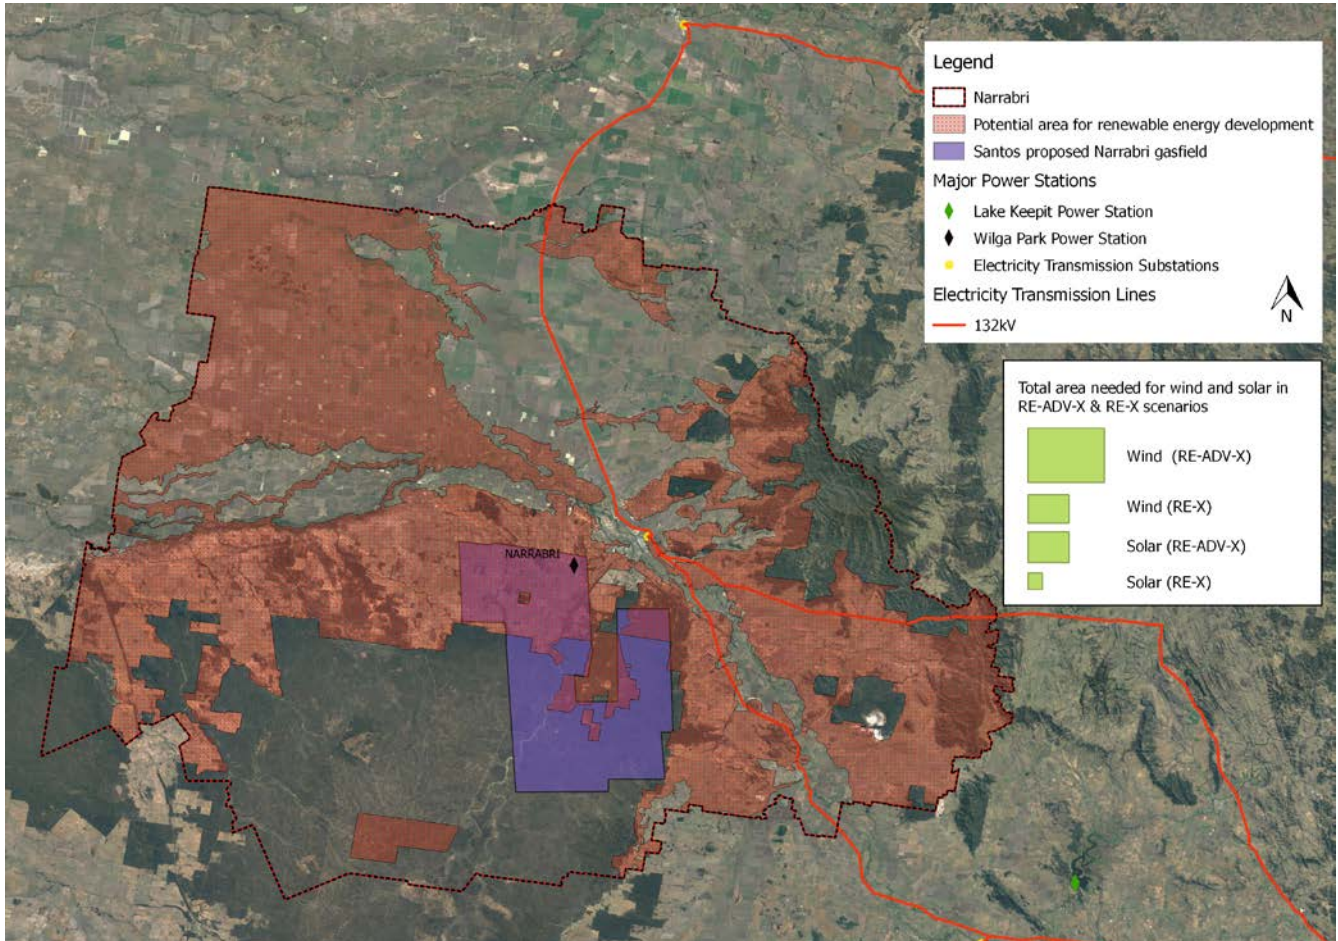 Legend
Narrabri
Potential area for renewable energy development
Santos proposed Narrabri gasfield
Major Power Stations
Lake Keepit Power Station
Wilga Park Power Station
Electricity Transmission Substations
Electricity Transmission Lines
132kV
N
Total area needed for wind and solar in
RE-ADV-X & RE-X scenarios
Wind (RE-ADV-X)
Wind (RE-X)
Solar (RE-ADV-X)
Solar (RE-X)
NARRABRI